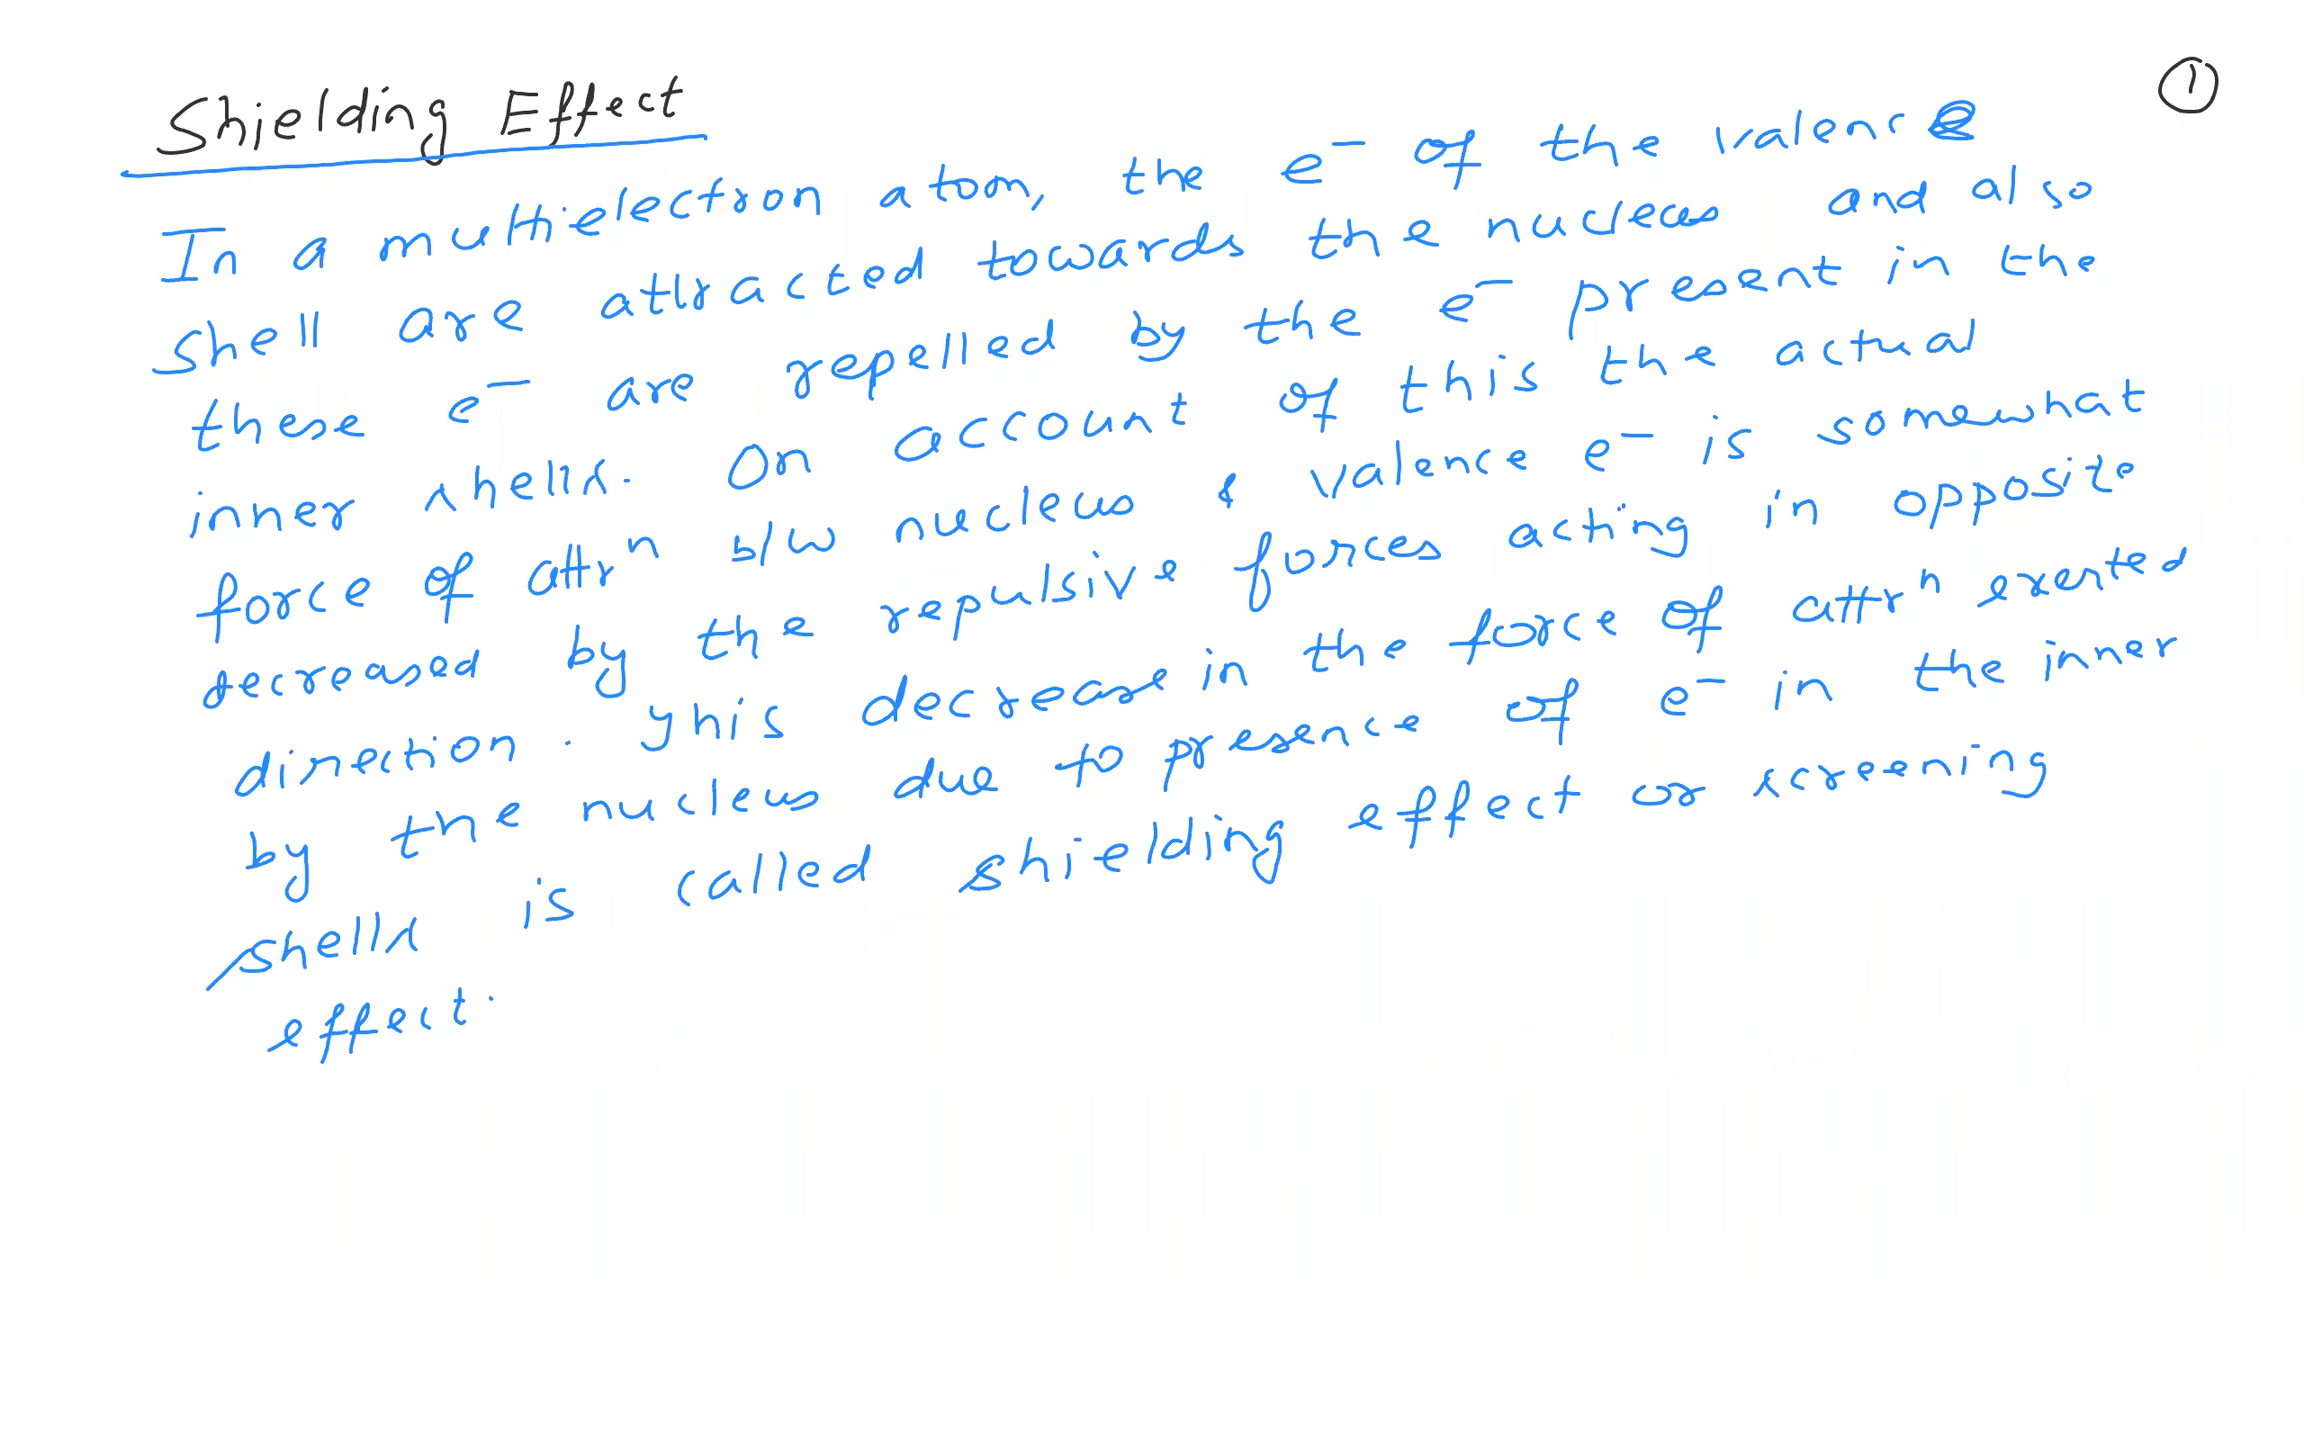 Shielding Effect
①
In a multielectron atom, the e⁻ of the valence
shell are attracted towards the nucleus and also
these e⁻ are repelled by the e⁻ present in the
inner shells. On account of this the actual
force of attrⁿ b/w nucleus & valence e⁻ is somewhat
decreased by the repulsive forces acting in opposite
direction. This decrease in the force of attrⁿ exerted
by the nucleus due to presence of e⁻ in the inner
shells is called shielding effect or screening
effect.